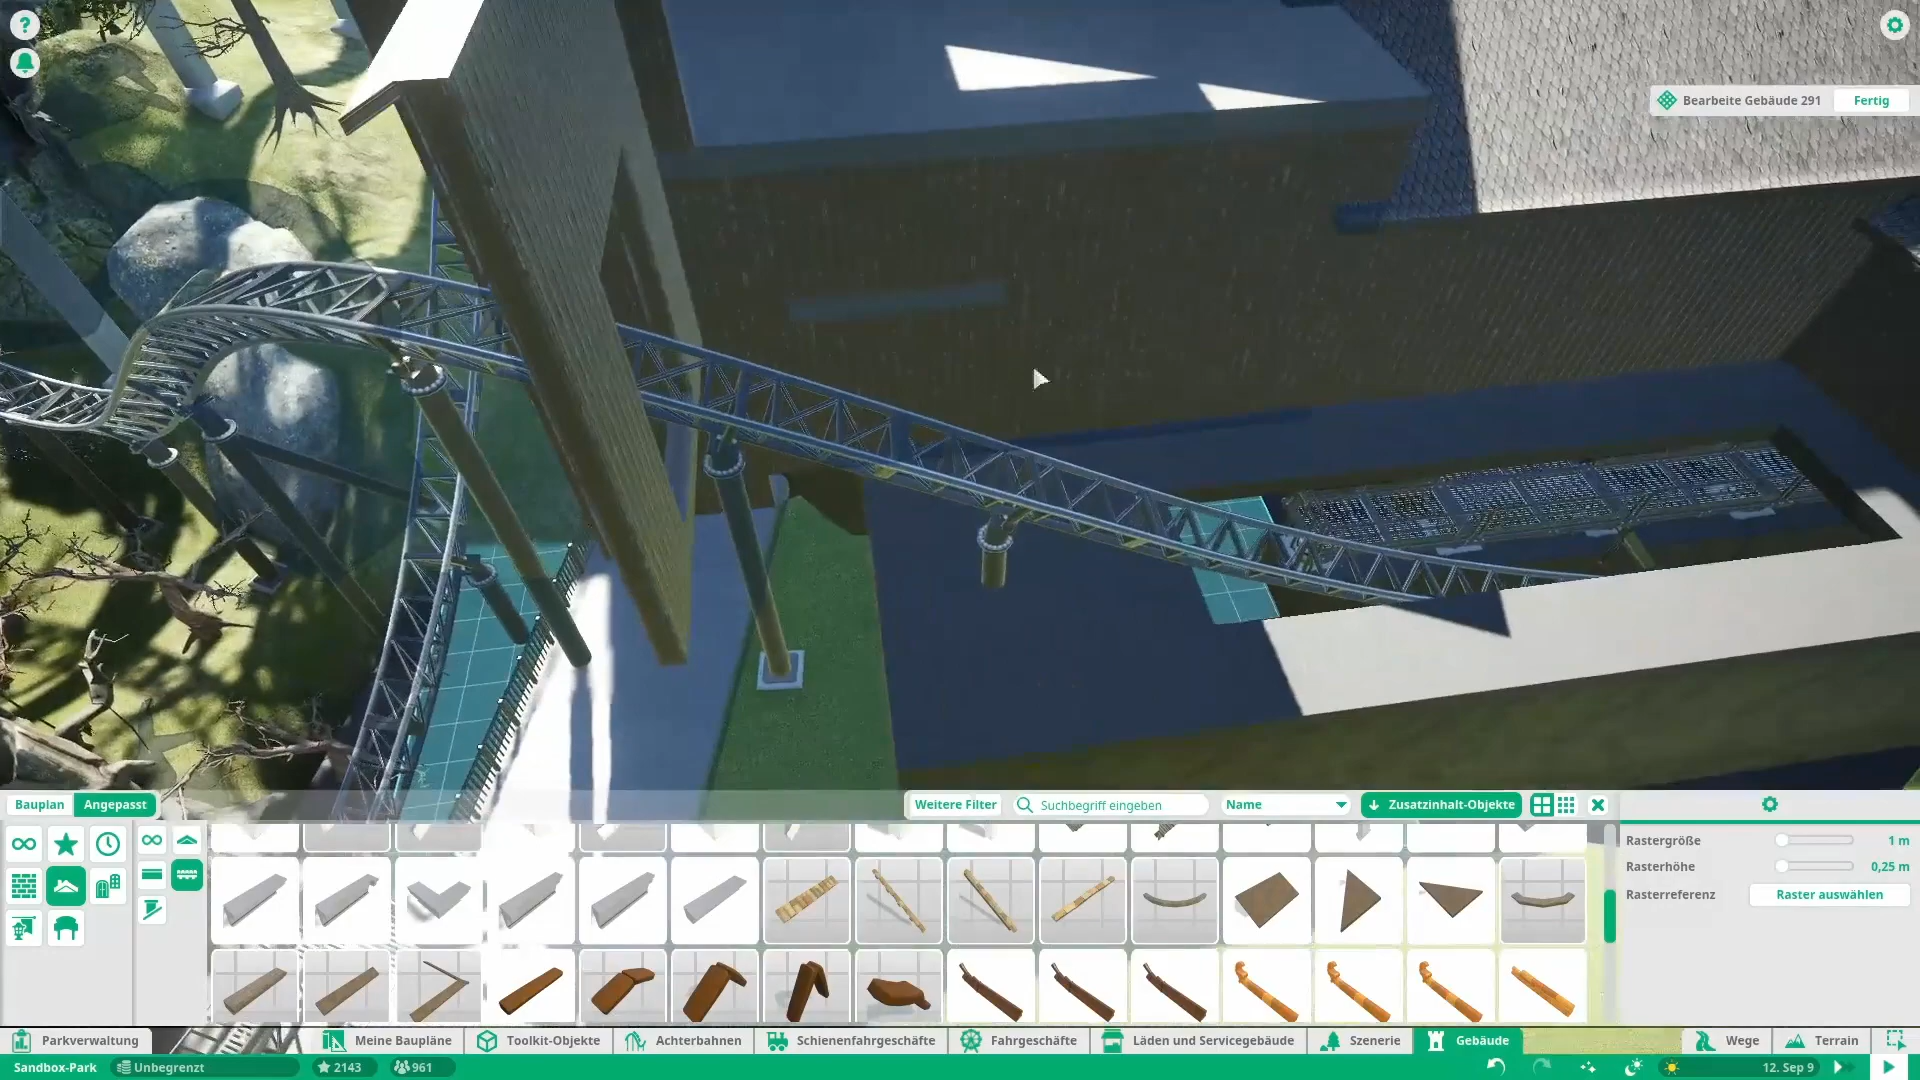 Bearbeite Gebäude 291
Fertig
Bauplan
Angepasst
Weitere Filter
Suchbegriff eingeben
Name
Zusatzinhalt-Objekte
Rastergröße
1 m
Rasterhöhe
0,25 m
Rasterreferenz
Raster auswählen
Parkverwaltung
Meine Baupläne
Toolkit-Objekte
Achterbahnen
Schienenfahrgeschäfte
Fahrgeschäfte
Läden und Servicegebäude
Szenerie
Gebäude
Wege
Terrain
Sandbox-Park
Unbegrenzt
2143
961
12. Sep 9